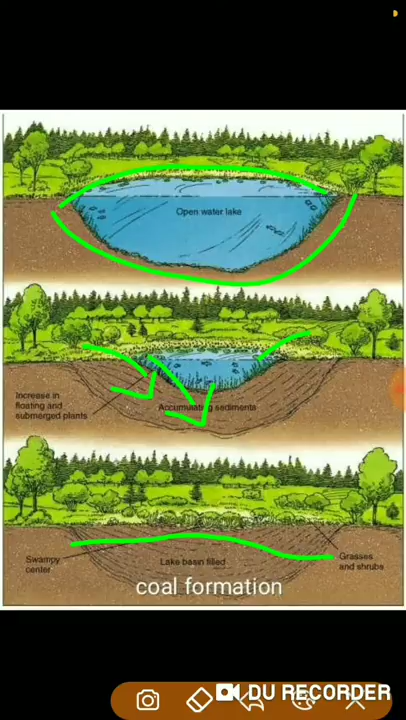 Open water lake
Increase in
floating and
submerged plants
Accumulating sediments
Swampy
center
Lake basin filled
Grasses
and shrubs
coal formation
DU RECORDER